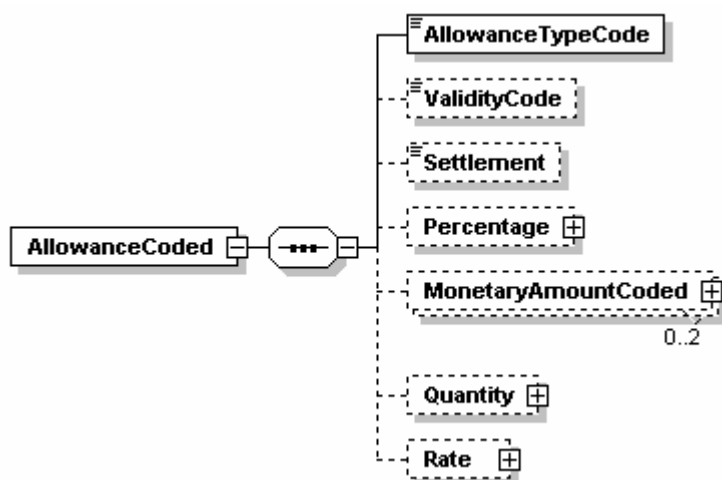 AllowanceTypeCode
ValidityCode
Settlement
AllowanceCoded
Percentage
MonetaryAmountCoded
0..2
Quantity
Rate